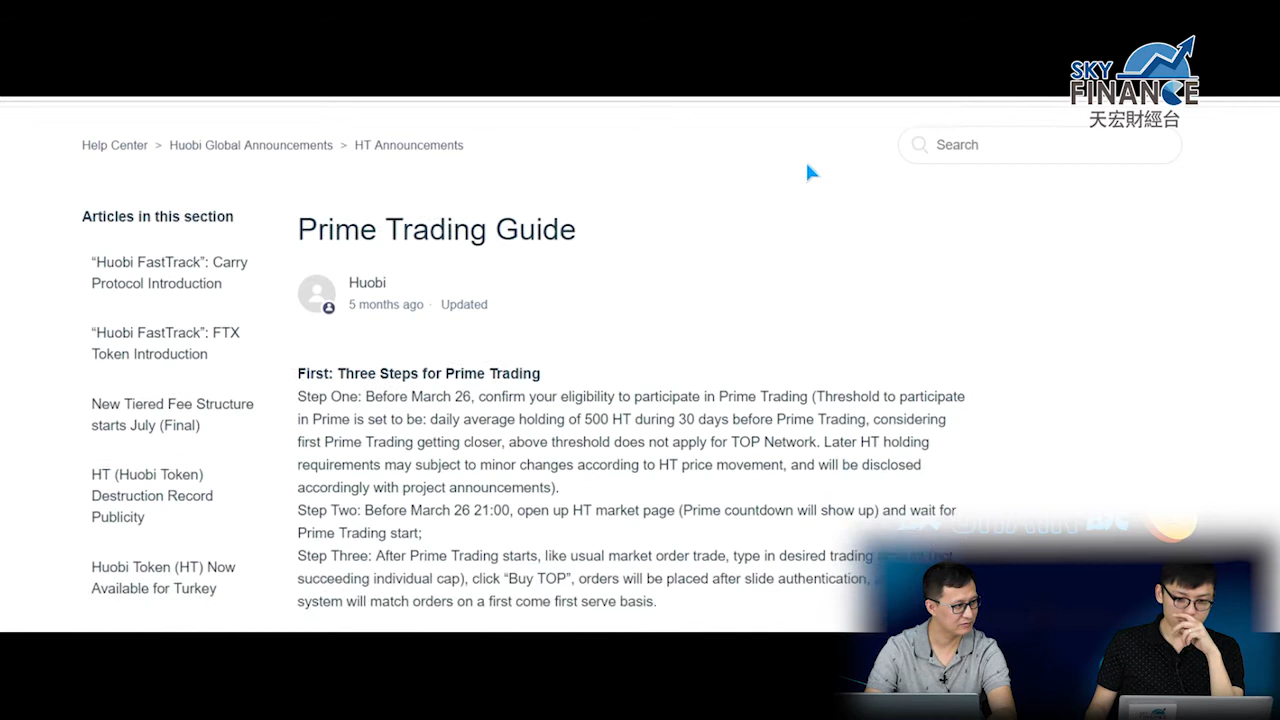 SKY
FINANCE
天宏財經台
Help Center > Huobi Global Announcements > HT Announcements
Search
Articles in this section
“Huobi FastTrack”: Carry
Protocol Introduction
“Huobi FastTrack”: FTX
Token Introduction
New Tiered Fee Structure
starts July (Final)
HT (Huobi Token)
Destruction Record
Publicity
Huobi Token (HT) Now
Available for Turkey
Prime Trading Guide
Huobi
5 months ago · Updated
First: Three Steps for Prime Trading
Step One: Before March 26, confirm your eligibility to participate in Prime Trading (Threshold to participate
in Prime is set to be: daily average holding of 500 HT during 30 days before Prime Trading, considering
first Prime Trading getting closer, above threshold does not apply for TOP Network. Later HT holding
requirements may subject to minor changes according to HT price movement, and will be disclosed
accordingly with project announcements).
Step Two: Before March 26 21:00, open up HT market page (Prime countdown will show up) and wait for
Prime Trading start;
Step Three: After Prime Trading starts, like usual market order trade, type in desired trading
succeeding individual cap), click “Buy TOP”, orders will be placed after slide authentication,
system will match orders on a first come first serve basis.